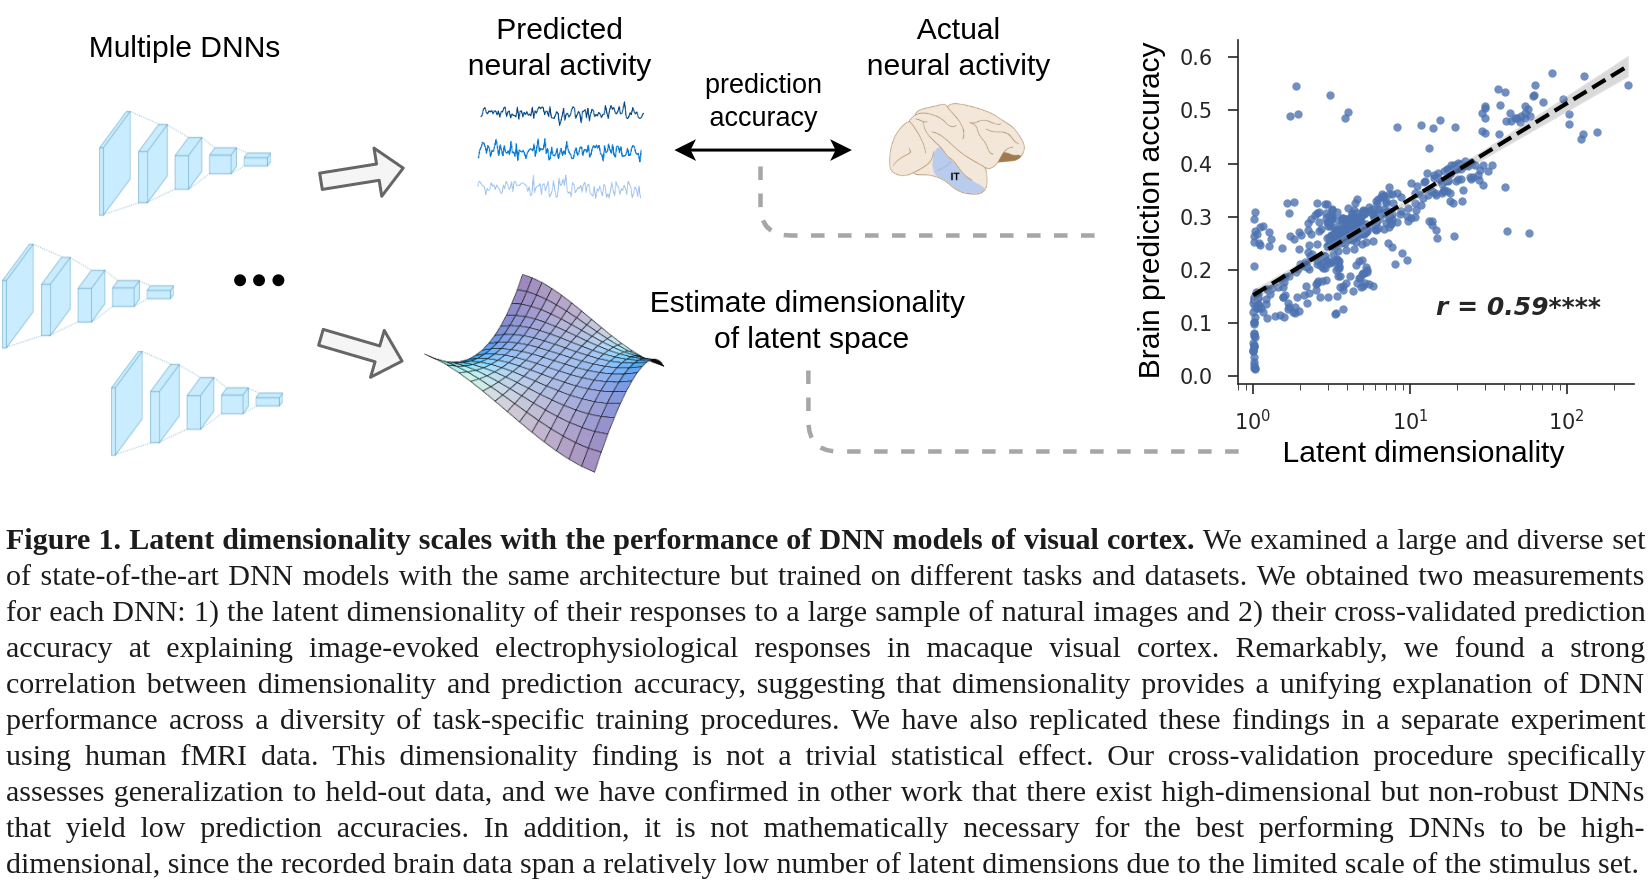 Multiple DNNs
Predicted
neural activity
prediction
accuracy
Actual
neural activity
IT
Estimate dimensionality
of latent space
Brain prediction accuracy
0.6
0.5
0.4
0.3
0.2
0.1
0.0
r = 0.59****
10⁰ 10¹ 10²
Latent dimensionality
Figure 1. Latent dimensionality scales with the performance of DNN models of visual cortex. We examined a large and diverse set
of state-of-the-art DNN models with the same architecture but trained on different tasks and datasets. We obtained two measurements
for each DNN: 1) the latent dimensionality of their responses to a large sample of natural images and 2) their cross-validated prediction
accuracy at explaining image-evoked electrophysiological responses in macaque visual cortex. Remarkably, we found a strong
correlation between dimensionality and prediction accuracy, suggesting that dimensionality provides a unifying explanation of DNN
performance across a diversity of task-specific training procedures. We have also replicated these findings in a separate experiment
using human fMRI data. This dimensionality finding is not a trivial statistical effect. Our cross-validation procedure specifically
assesses generalization to held-out data, and we have confirmed in other work that there exist high-dimensional but non-robust DNNs
that yield low prediction accuracies. In addition, it is not mathematically necessary for the best performing DNNs to be high-
dimensional, since the recorded brain data span a relatively low number of latent dimensions due to the limited scale of the stimulus set.